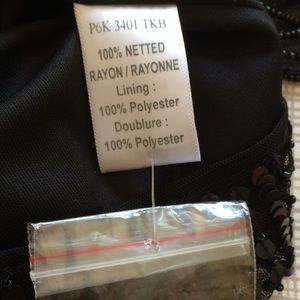 P6K 3401 TKB
100% NETTED
RAYON / RAYONNE
Lining :
100% Polyester
Doublure :
100% Polyester